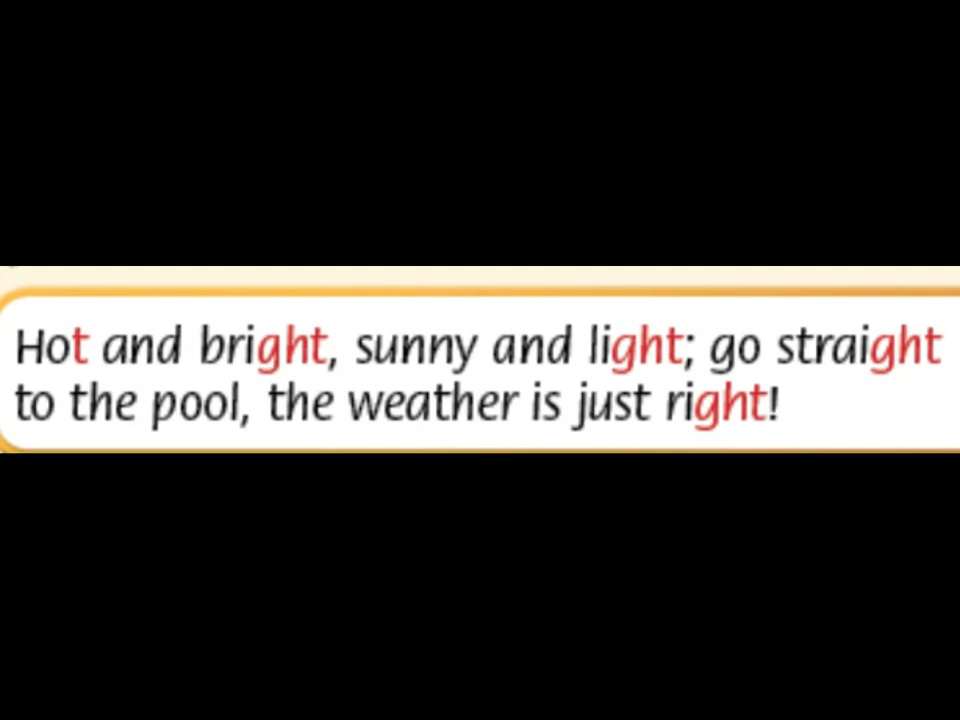 Hot and bright, sunny and light; go straight
to the pool, the weather is just right!